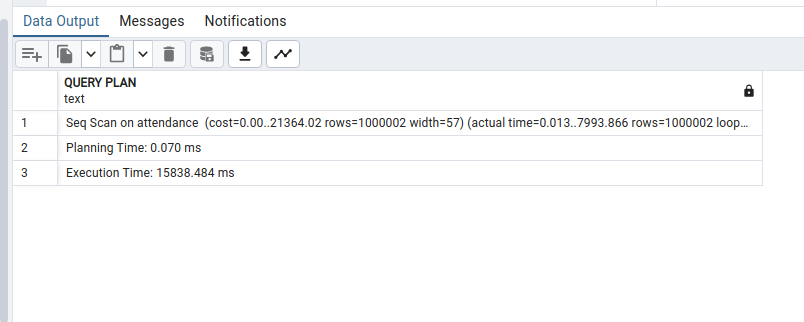 Data Output Messages Notifications
QUERY PLAN
text
1 Seq Scan on attendance (cost=0.00..21364.02 rows=1000002 width=57) (actual time=0.013..7993.866 rows=1000002 loop...
2 Planning Time: 0.070 ms
3 Execution Time: 15838.484 ms